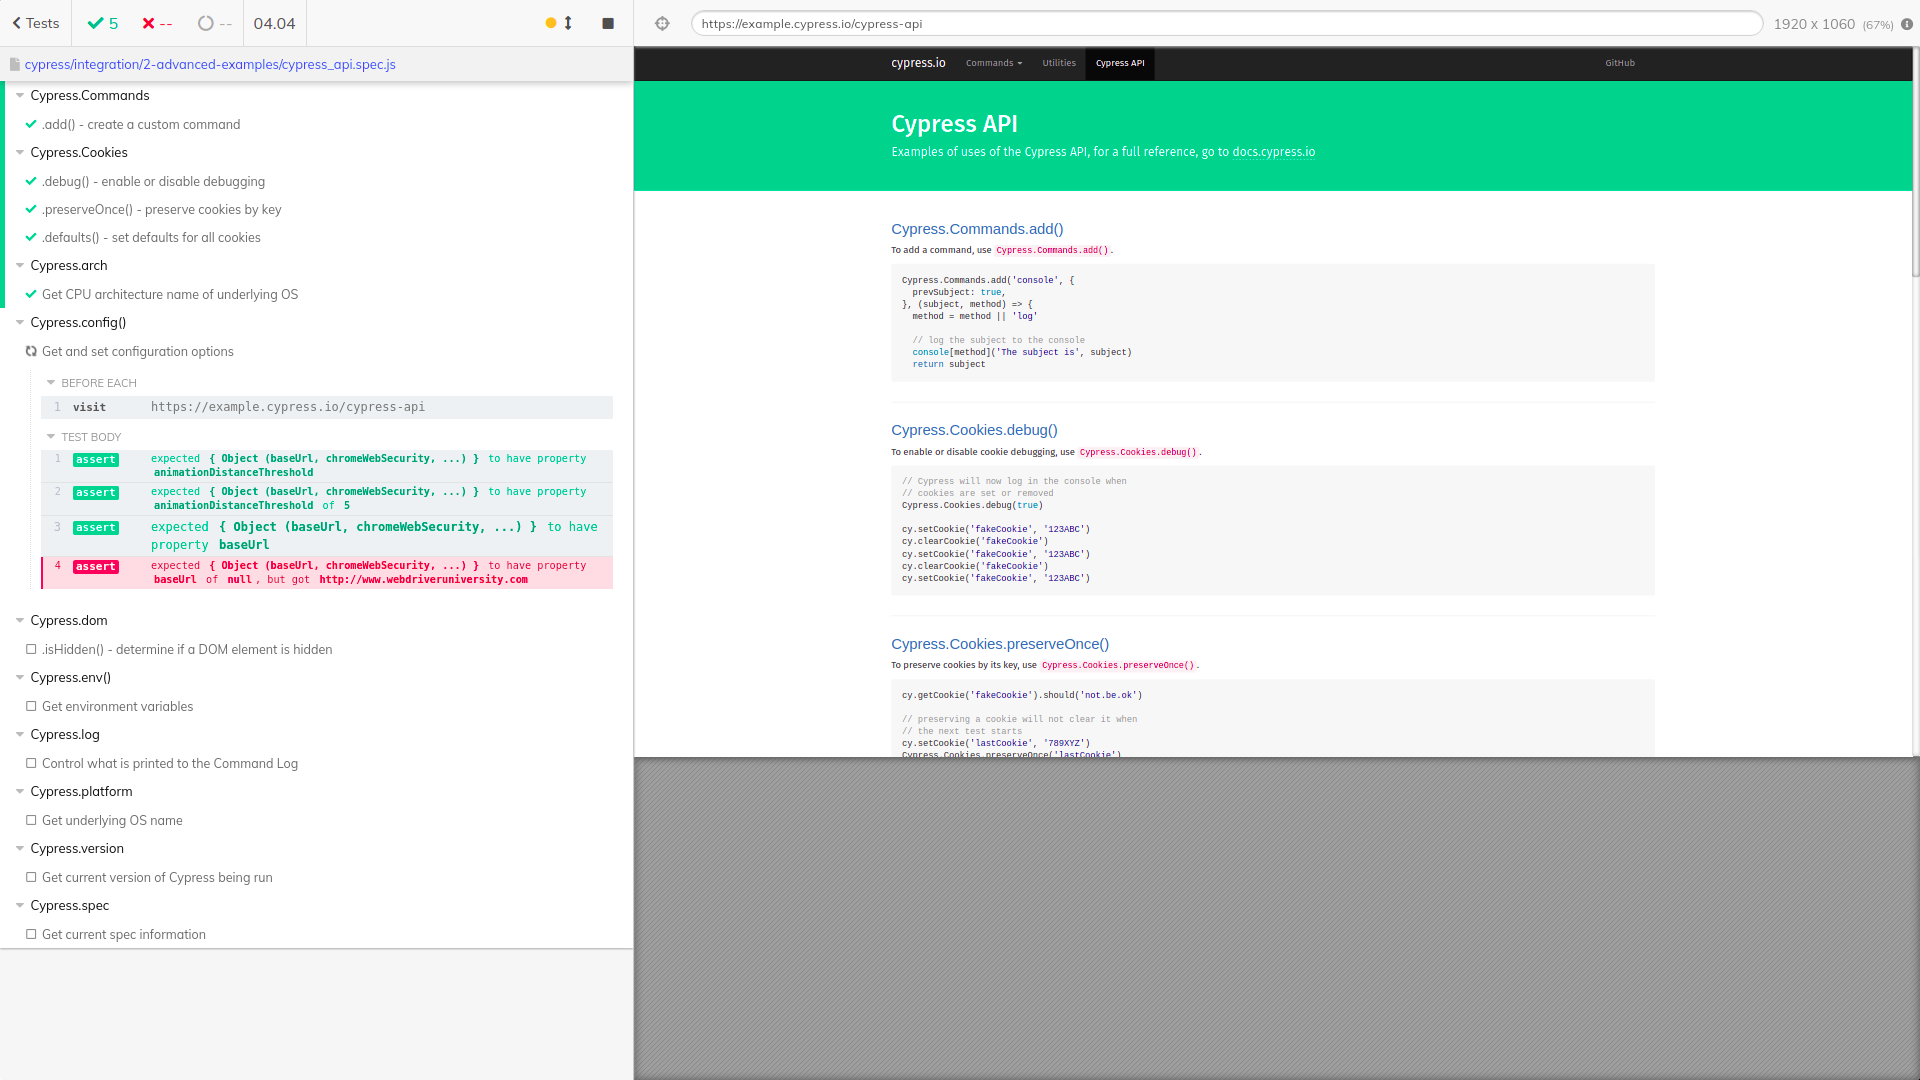 Tests
5
--
--
04.04
cypress/integration/2-advanced-examples/cypress_api.spec.js
Cypress.Commands
.add() - create a custom command
Cypress.Cookies
.debug() - enable or disable debugging
.preserveOnce() - preserve cookies by key
.defaults() - set defaults for all cookies
Cypress.arch
Get CPU architecture name of underlying OS
Cypress.config()
Get and set configuration options
BEFORE EACH
1 visit https://example.cypress.io/cypress-api
TEST BODY
1 assert expected { Object (baseUrl, chromeWebSecurity, ...) } to have property
animationDistanceThreshold
2 assert expected { Object (baseUrl, chromeWebSecurity, ...) } to have property
animationDistanceThreshold of 5
3 assert expected { Object (baseUrl, chromeWebSecurity, ...) } to have
property baseUrl
4 assert expected { Object (baseUrl, chromeWebSecurity, ...) } to have property
baseUrl of null, but got http://www.webdriveruniversity.com
Cypress.dom
.isHidden() - determine if a DOM element is hidden
Cypress.env()
Get environment variables
Cypress.log
Control what is printed to the Command Log
Cypress.platform
Get underlying OS name
Cypress.version
Get current version of Cypress being run
Cypress.spec
Get current spec information
https://example.cypress.io/cypress-api
1920 x 1060 (67%)
cypress.io Commands Utilities Cypress API GitHub
Cypress API
Examples of uses of the Cypress API, for a full reference, go to docs.cypress.io
Cypress.Commands.add()
To add a command, use Cypress.Commands.add().
Cypress.Commands.add('console', {
prevSubject: true,
}, (subject, method) => {
method = method || 'log'
// log the subject to the console
console[method]('The subject is', subject)
return subject
Cypress.Cookies.debug()
To enable or disable cookie debugging, use Cypress.Cookies.debug().
// Cypress will now log in the console when
// cookies are set or removed
Cypress.Cookies.debug(true)
cy.setCookie('fakeCookie', '123ABC')
cy.clearCookie('fakeCookie')
cy.setCookie('fakeCookie', '123ABC')
cy.clearCookie('fakeCookie')
cy.setCookie('fakeCookie', '123ABC')
Cypress.Cookies.preserveOnce()
To preserve cookies by its key, use Cypress.Cookies.preserveOnce().
cy.getCookie('fakeCookie').should('not.be.ok')
// preserving a cookie will not clear it when
// the next test starts
cy.setCookie('lastCookie', '789XYZ')
Cypress.Cookies.preserveOnce('lastCookie')